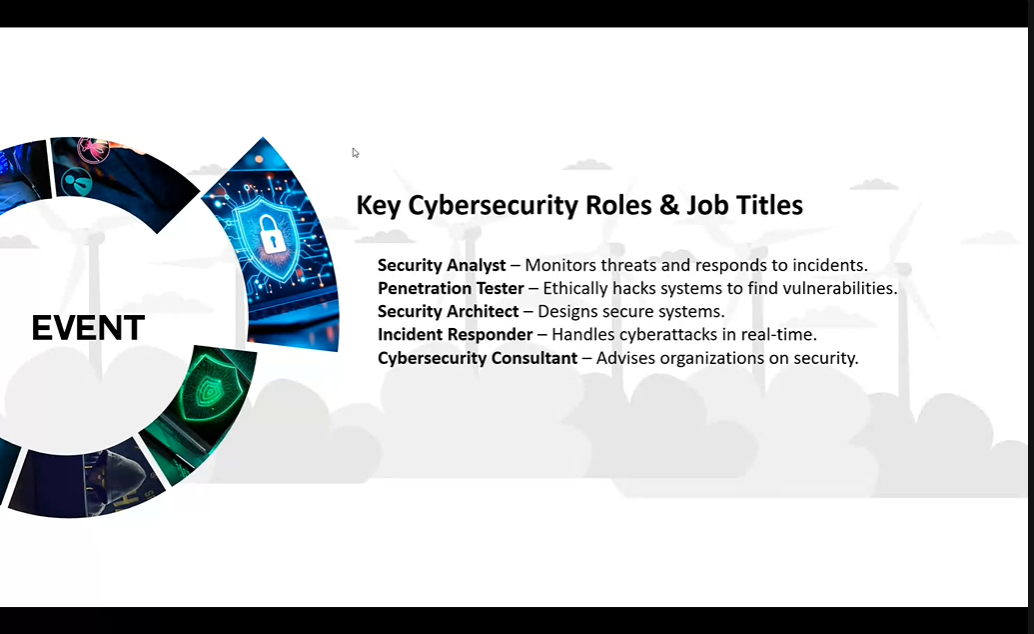 Key Cybersecurity Roles & Job Titles
Security Analyst – Monitors threats and responds to incidents.
Penetration Tester – Ethically hacks systems to find vulnerabilities.
Security Architect – Designs secure systems.
Incident Responder – Handles cyberattacks in real-time.
Cybersecurity Consultant – Advises organizations on security.
EVENT